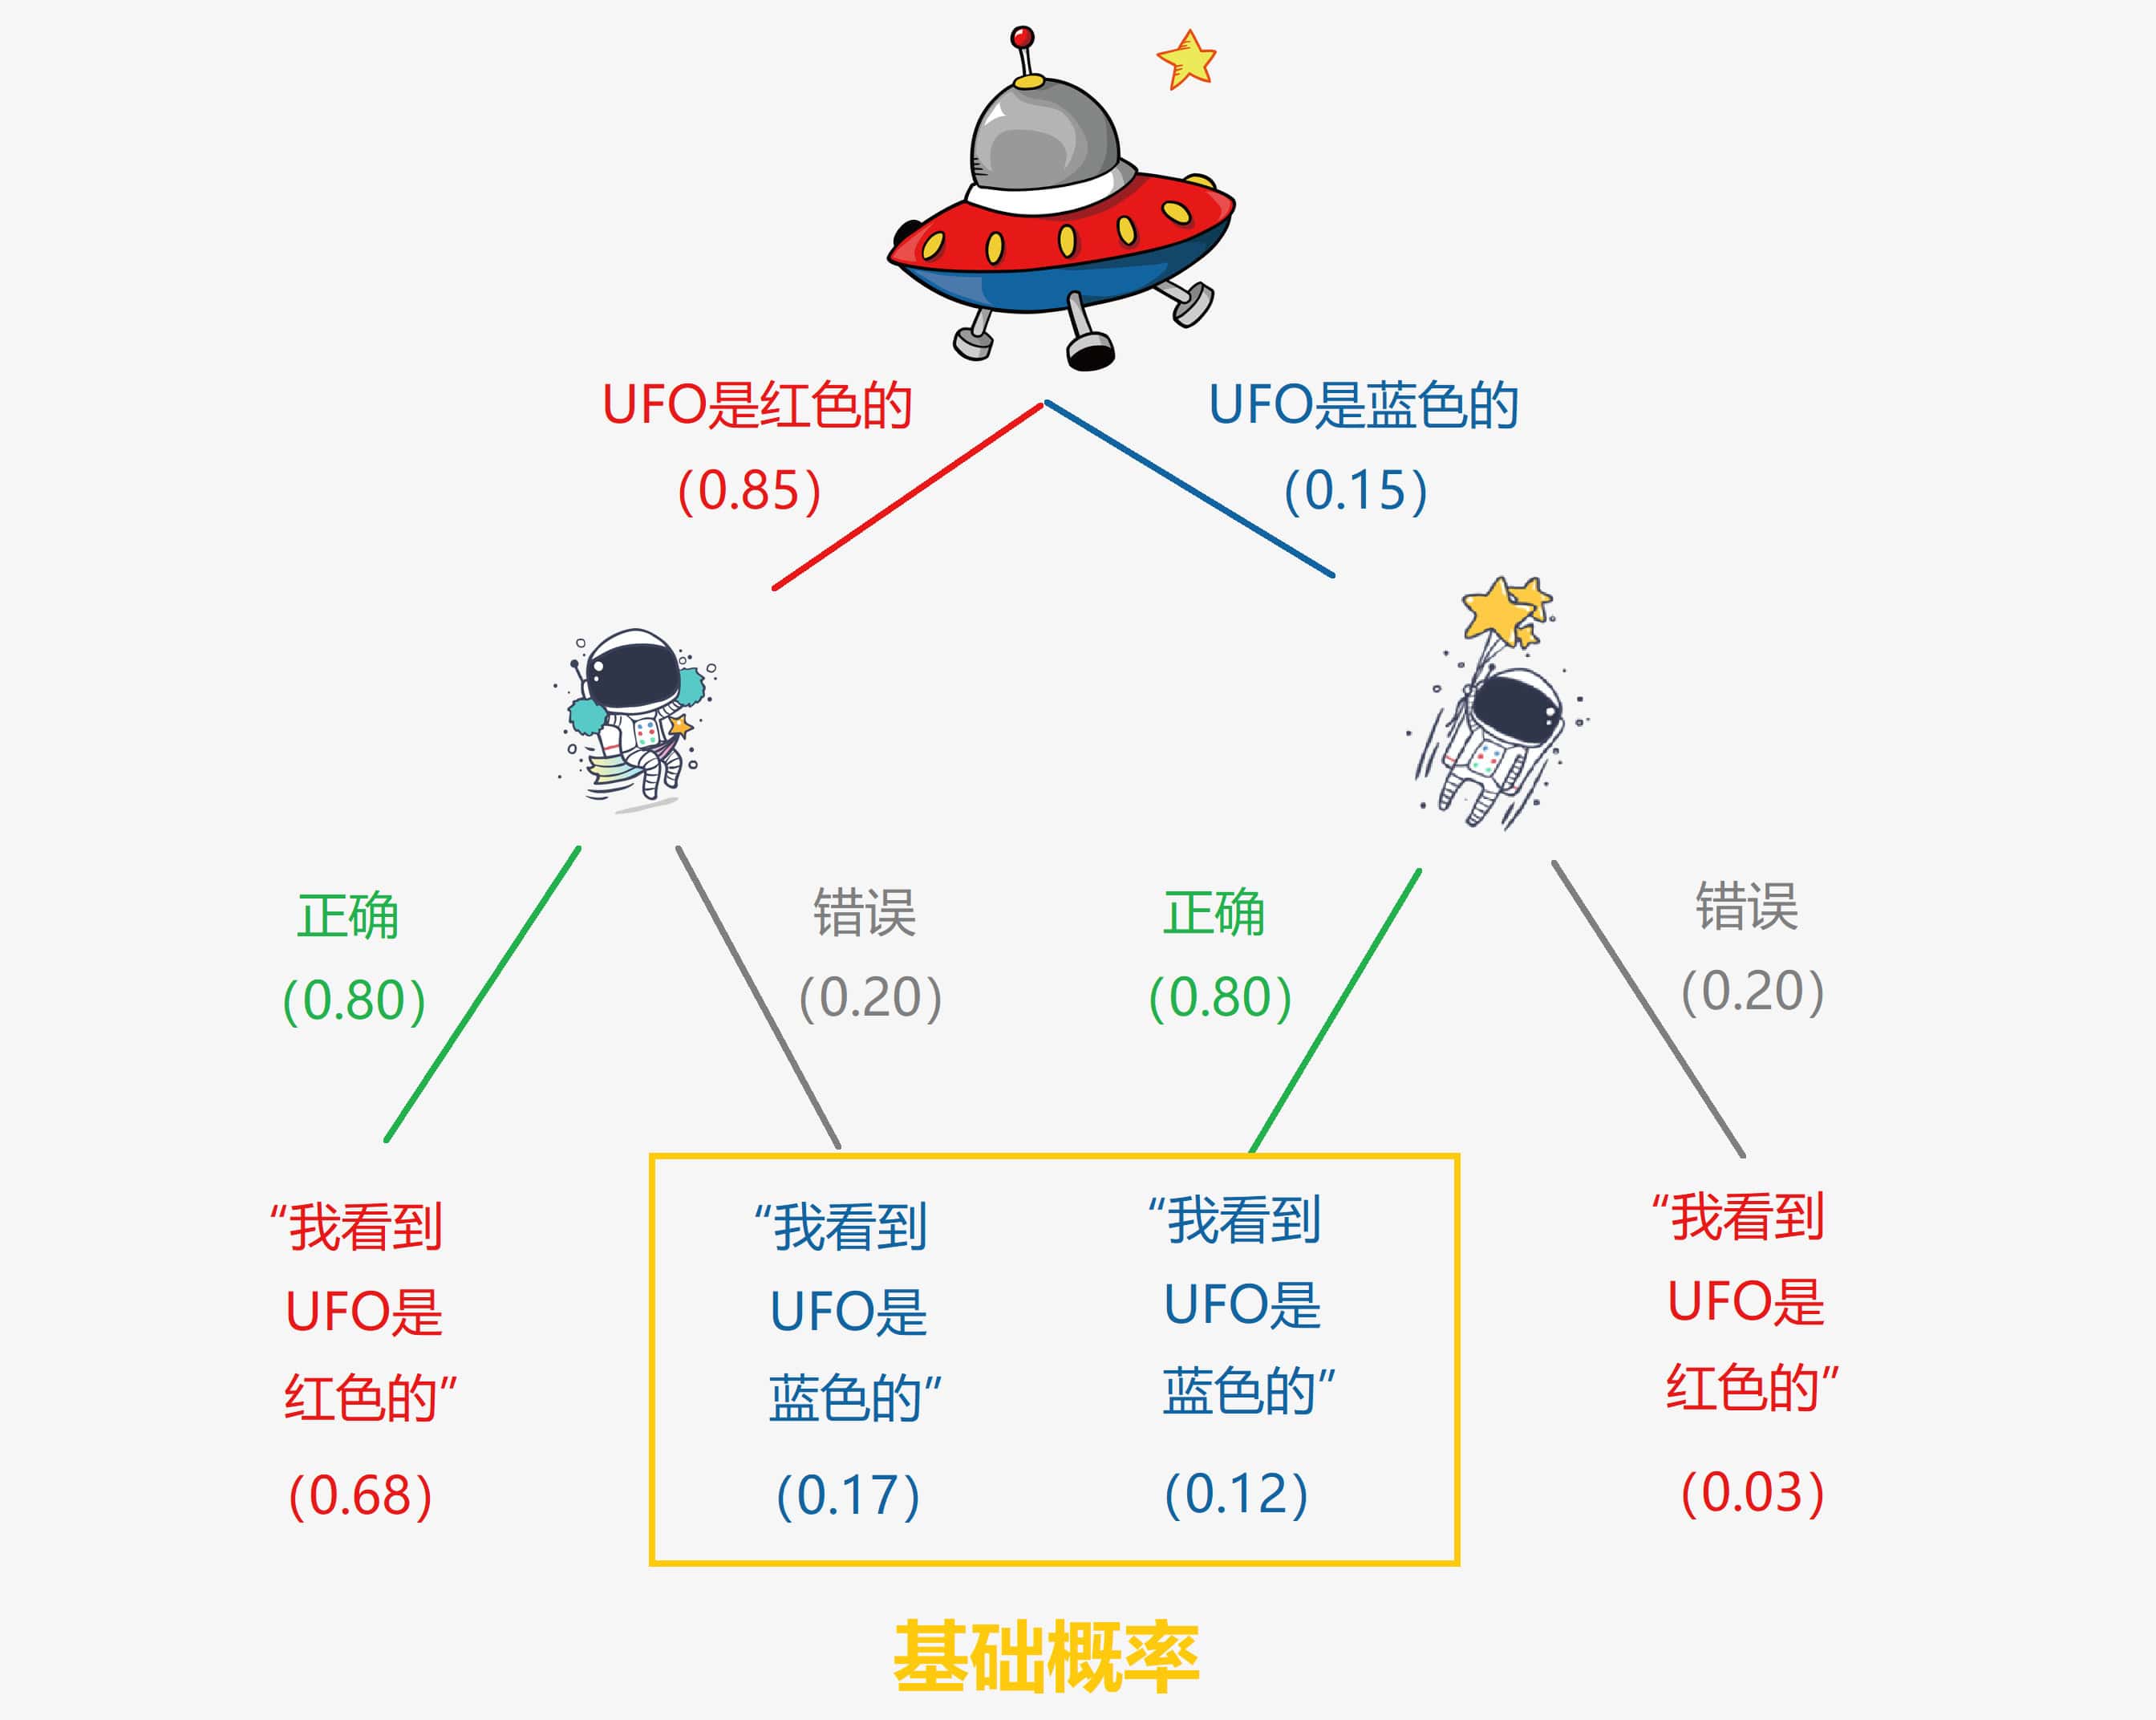 UFO是红色的
(0.85)
UFO是蓝色的
(0.15)
正确
(0.80)
错误
(0.20)
正确
(0.80)
错误
(0.20)
“我看到
UFO是
红色的”
(0.68)
“我看到
UFO是
蓝色的”
(0.17)
“我看到
UFO是
蓝色的”
(0.12)
“我看到
UFO是
红色的”
(0.03)
基础概率